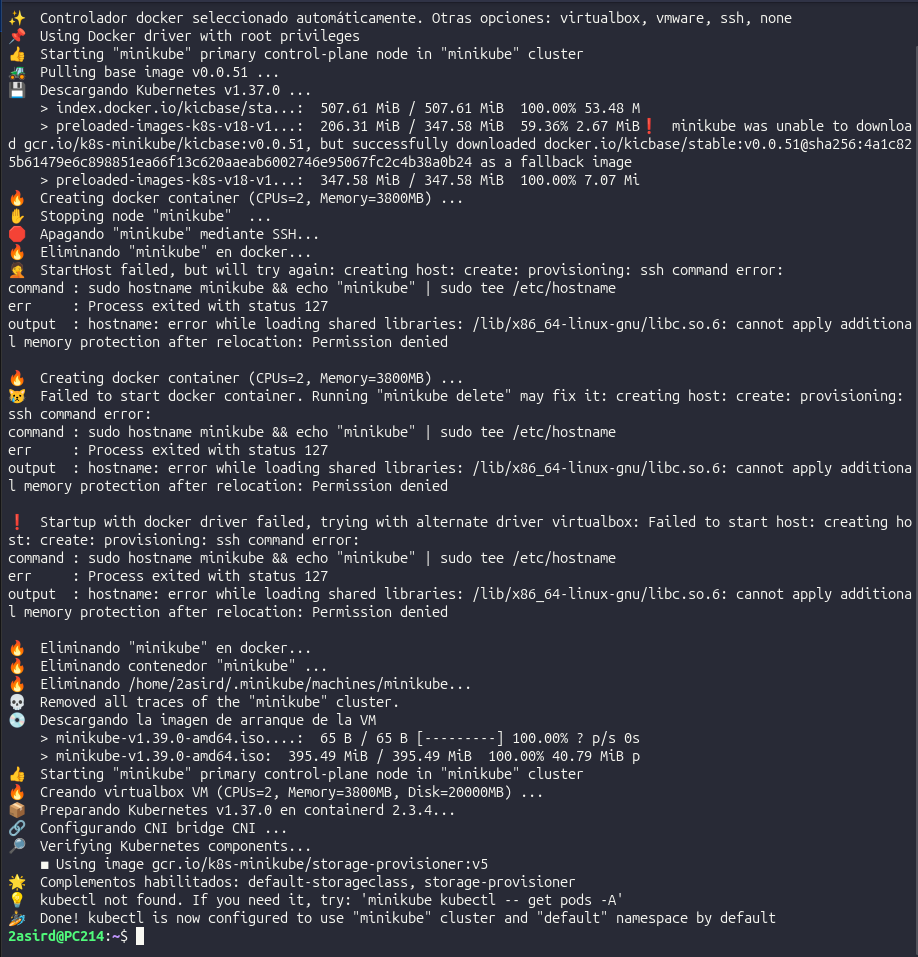 ✨ Controlador docker seleccionado automáticamente. Otras opciones: virtualbox, vmware, ssh, none
📌 Using Docker driver with root privileges
👍 Starting "minikube" primary control-plane node in "minikube" cluster
🚜 Pulling base image v0.0.51 ...
💾 Descargando Kubernetes v1.37.0 ...
> index.docker.io/kicbase/sta...:  507.61 MiB / 507.61 MiB  100.00% 53.48 M
> preloaded-images-k8s-v18-v1...:  206.31 MiB / 347.58 MiB  59.36% 2.67 MiB❗  minikube was unable to downloa
d gcr.io/k8s-minikube/kicbase:v0.0.51, but successfully downloaded docker.io/kicbase/stable:v0.0.51@sha256:4a1c82
5b61479e6c898851ea66f13c620aaeab6002746e95067fc2c4b38a0b24 as a fallback image
> preloaded-images-k8s-v18-v1...:  347.58 MiB / 347.58 MiB  100.00% 7.07 Mi
🔥 Creating docker container (CPUs=2, Memory=3800MB) ...
✋ Stopping node "minikube"  ...
🛑 Apagando "minikube" mediante SSH...
🔥 Eliminando "minikube" en docker...
🤦 StartHost failed, but will try again: creating host: create: provisioning: ssh command error:
command : sudo hostname minikube && echo "minikube" | sudo tee /etc/hostname
err     : Process exited with status 127
output  : hostname: error while loading shared libraries: /lib/x86_64-linux-gnu/libc.so.6: cannot apply additiona
l memory protection after relocation: Permission denied
🔥 Creating docker container (CPUs=2, Memory=3800MB) ...
😿 Failed to start docker container. Running "minikube delete" may fix it: creating host: create: provisioning:
ssh command error:
command : sudo hostname minikube && echo "minikube" | sudo tee /etc/hostname
err     : Process exited with status 127
output  : hostname: error while loading shared libraries: /lib/x86_64-linux-gnu/libc.so.6: cannot apply additiona
l memory protection after relocation: Permission denied
❗ Startup with docker driver failed, trying with alternate driver virtualbox: Failed to start host: creating ho
st: create: provisioning: ssh command error:
command : sudo hostname minikube && echo "minikube" | sudo tee /etc/hostname
err     : Process exited with status 127
output  : hostname: error while loading shared libraries: /lib/x86_64-linux-gnu/libc.so.6: cannot apply additiona
l memory protection after relocation: Permission denied
🔥 Eliminando "minikube" en docker...
🔥 Eliminando contenedor "minikube" ...
🔥 Eliminando /home/2asird/.minikube/machines/minikube...
💀 Removed all traces of the "minikube" cluster.
💿 Descargando la imagen de arranque de la VM
> minikube-v1.39.0-amd64.iso....:  65 B / 65 B [---------] 100.00% ? p/s 0s
> minikube-v1.39.0-amd64.iso:  395.49 MiB / 395.49 MiB  100.00% 40.79 MiB p
👍 Starting "minikube" primary control-plane node in "minikube" cluster
🔥 Creando virtualbox VM (CPUs=2, Memory=3800MB, Disk=20000MB) ...
📦 Preparando Kubernetes v1.37.0 en containerd 2.3.4...
🔗 Configurando CNI bridge CNI ...
🔎 Verifying Kubernetes components...
▪ Using image gcr.io/k8s-minikube/storage-provisioner:v5
🌟 Complementos habilitados: default-storageclass, storage-provisioner
💡 kubectl not found. If you need it, try: 'minikube kubectl -- get pods -A'
🏄 Done! kubectl is now configured to use "minikube" cluster and "default" namespace by default
2asird@PC214:~$